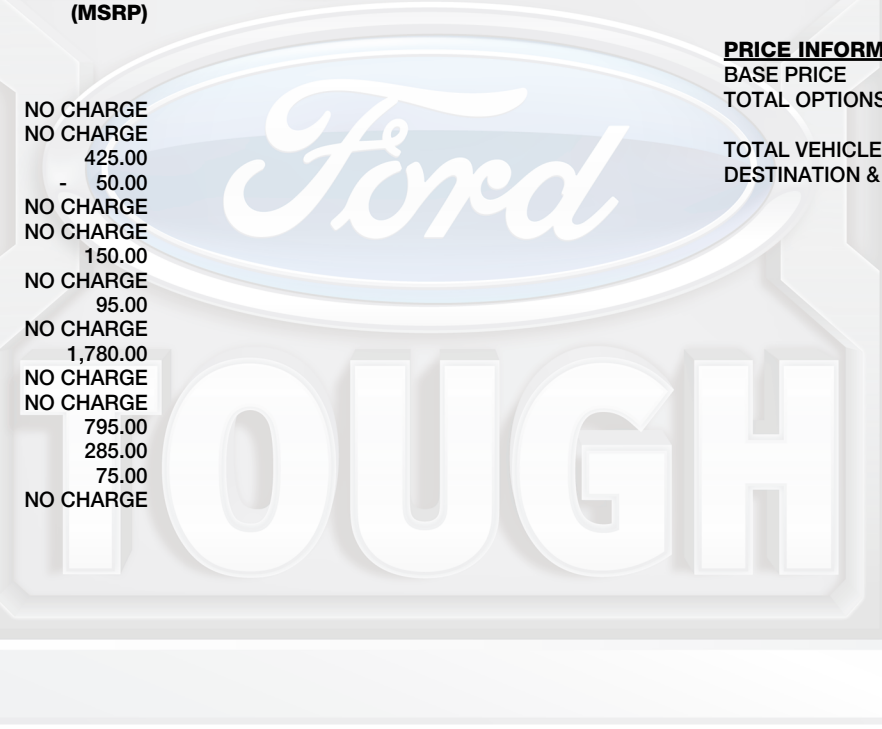 (MSRP)
NO CHARGE
NO CHARGE
425.00
- 50.00
NO CHARGE
NO CHARGE
150.00
NO CHARGE
95.00
NO CHARGE
1,780.00
NO CHARGE
NO CHARGE
795.00
285.00
75.00
NO CHARGE
PRICE INFORM
BASE PRICE
TOTAL OPTIONS
TOTAL VEHICLE
DESTINATION &
Ford
TOUGH